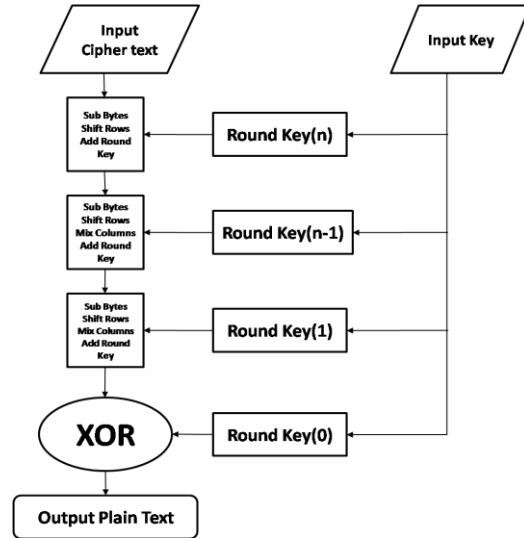 Input
Cipher text
Input Key
Sub Bytes
Shift Rows
Add Round
Key
Round Key(n)
Sub Bytes
Shift Rows
Mix Columns
Add Round
Key
Round Key(n-1)
Sub Bytes
Shift Rows
Mix Columns
Add Round
Key
Round Key(1)
XOR
Round Key(0)
Output Plain Text